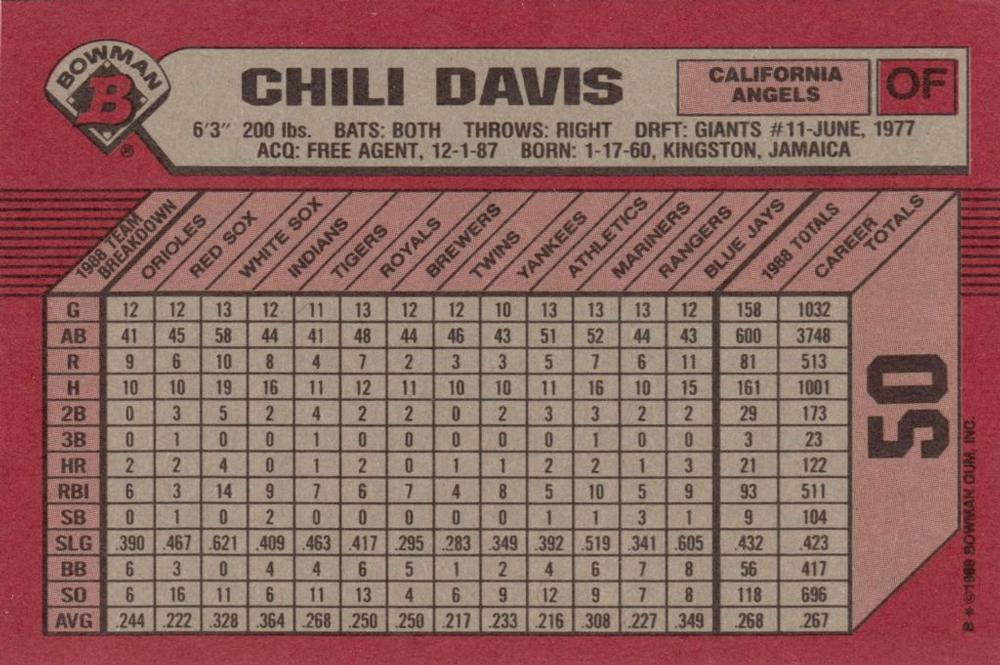 BOWMAN
B
®
CHILI DAVIS
CALIFORNIA
ANGELS
OF
6'3" 200 lbs. BATS: BOTH THROWS: RIGHT DRFT: GIANTS #11-JUNE, 1977
ACQ: FREE AGENT, 12-1-87 BORN: 1-17-60, KINGSTON, JAMAICA
1988 TEAM BREAKDOWN ORIOLES RED SOX WHITE SOX INDIANS TIGERS ROYALS BREWERS TWINS YANKEES ATHLETICS MARINERS RANGERS BLUE JAYS 1988 TOTALS CAREER TOTALS
G 12 12 13 12 11 13 12 12 10 13 13 13 12 158 1032
AB 41 45 58 44 41 48 44 46 43 51 52 44 43 600 3748
R 9 6 10 8 4 7 2 3 3 5 7 6 11 81 513
H 10 10 19 16 11 12 11 10 10 11 16 10 15 161 1001
2B 0 3 5 2 4 2 2 0 2 3 3 2 2 29 173
3B 0 1 0 0 1 0 0 0 0 0 1 0 0 3 23
HR 2 2 4 0 1 2 0 1 1 2 2 1 3 21 122
RBI 6 3 14 9 7 6 7 4 8 5 10 5 9 93 511
SB 0 1 0 2 0 0 0 0 0 1 1 3 1 9 104
SLG .390 .467 .621 .409 .463 .417 .295 .283 .349 .392 .519 .341 .605 .432 .423
BB 6 3 0 4 4 6 5 1 2 4 6 7 8 56 417
SO 6 16 11 6 11 13 4 6 9 12 9 7 8 118 696
AVG .244 .222 .328 .364 .268 .250 .250 .217 .233 .216 .308 .227 .349 .268 .267
50
B * ©1989 BOWMAN GUM, INC.